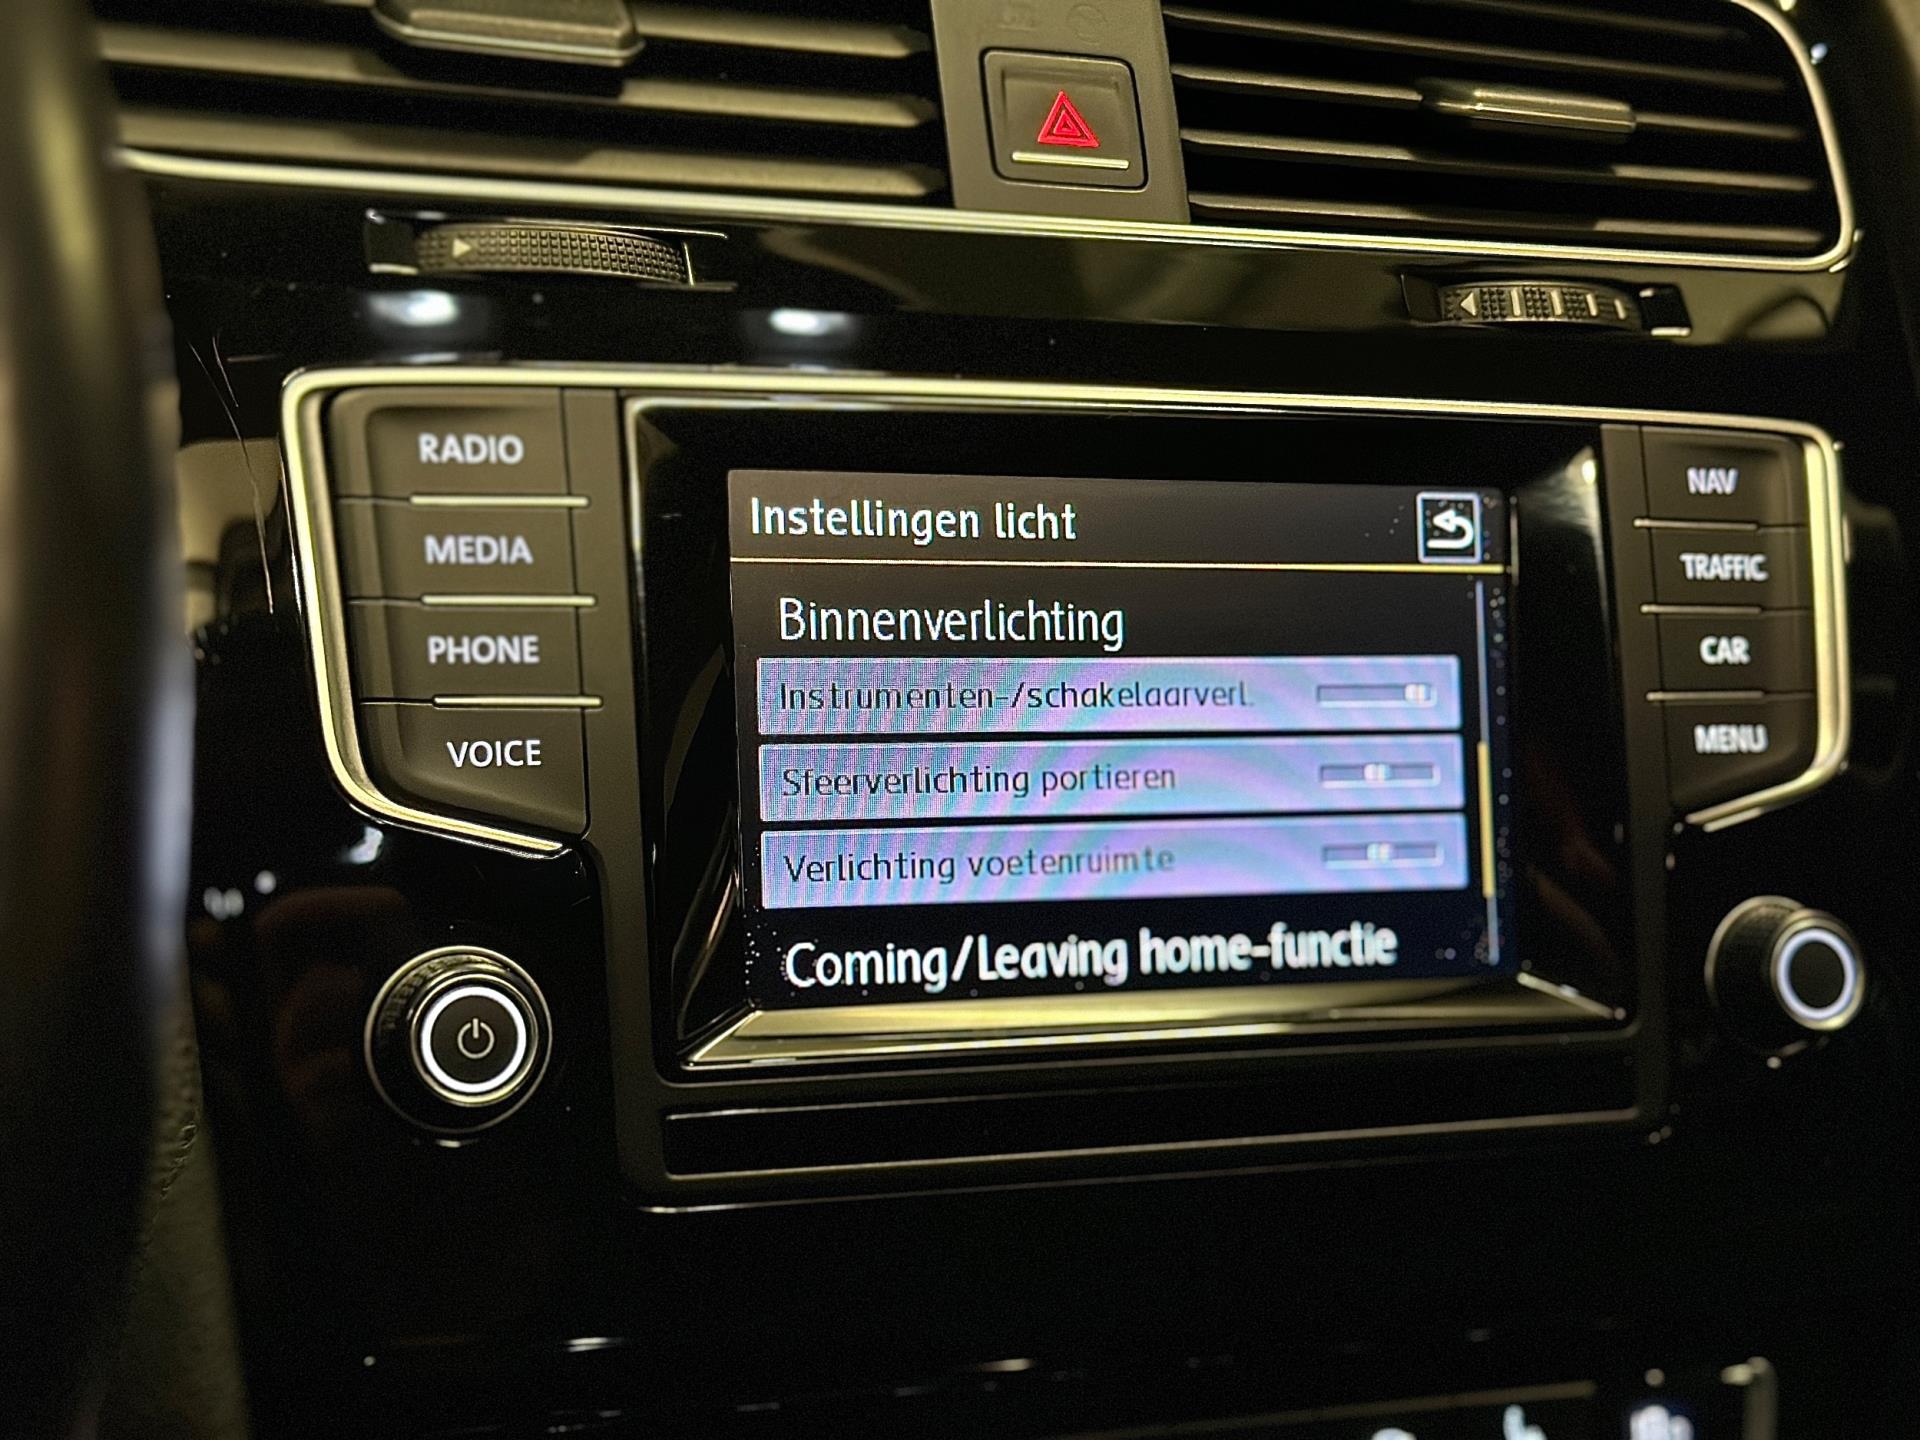 RADIO
MEDIA
PHONE
VOICE
Instellingen licht
Binnenverlichting
Instrumenten-/schakelaarverl.
Sfeerverlichting portieren
Verlichting voetenruimte
Coming/Leaving home-functie
NAV
TRAFFIC
CAR
MENU